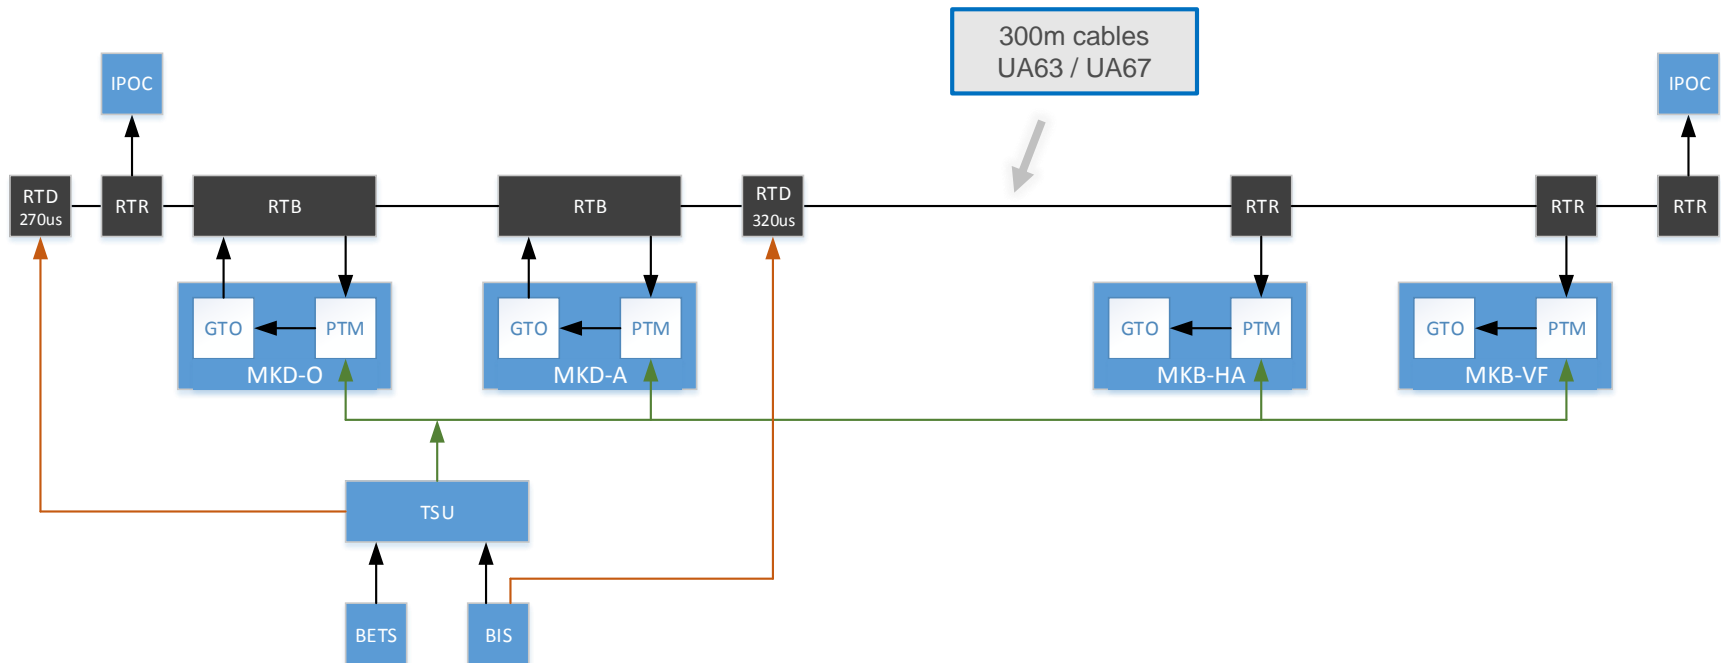 300m cables
UA63 / UA67
IPOC
IPOC
RTD
270us
RTR
RTB
RTB
RTD
320us
RTR
RTR
RTR
GTO
PTM
MKD-O
GTO
PTM
MKD-A
GTO
PTM
MKB-HA
GTO
PTM
MKB-VF
TSU
BETS
BIS